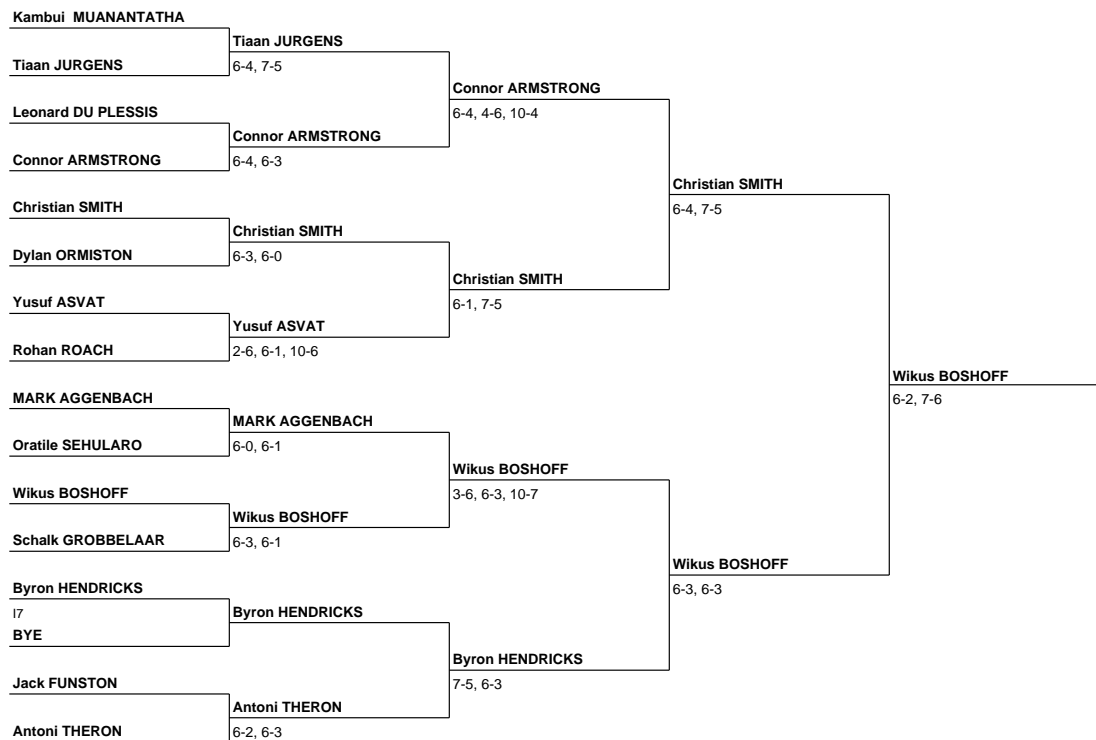 Kambui  MUANANTATHA
Tiaan JURGENS
Tiaan JURGENS
6-4, 7-5
Connor ARMSTRONG
Leonard DU PLESSIS
6-4, 4-6, 10-4
Connor ARMSTRONG
Connor ARMSTRONG
6-4, 6-3
Christian SMITH
Christian SMITH
6-4, 7-5
Christian SMITH
Dylan ORMISTON
6-3, 6-0
Christian SMITH
Yusuf ASVAT
6-1, 7-5
Yusuf ASVAT
Rohan ROACH
2-6, 6-1, 10-6
Wikus BOSHOFF
MARK AGGENBACH
6-2, 7-6
MARK AGGENBACH
Oratile SEHULARO
6-0, 6-1
Wikus BOSHOFF
Wikus BOSHOFF
3-6, 6-3, 10-7
Wikus BOSHOFF
Schalk GROBBELAAR
6-3, 6-1
Wikus BOSHOFF
Byron HENDRICKS
6-3, 6-3
I7
Byron HENDRICKS
BYE
Byron HENDRICKS
Jack FUNSTON
7-5, 6-3
Antoni THERON
Antoni THERON
6-2, 6-3